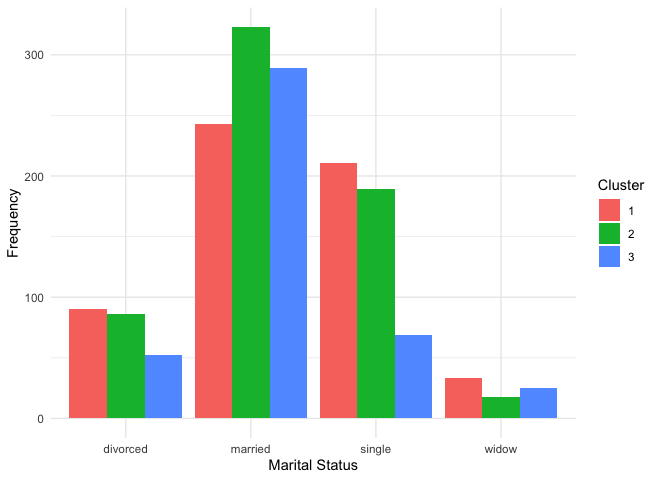 300
200
100
0
Frequency
divorced married single widow
Marital Status
Cluster
1
2
3